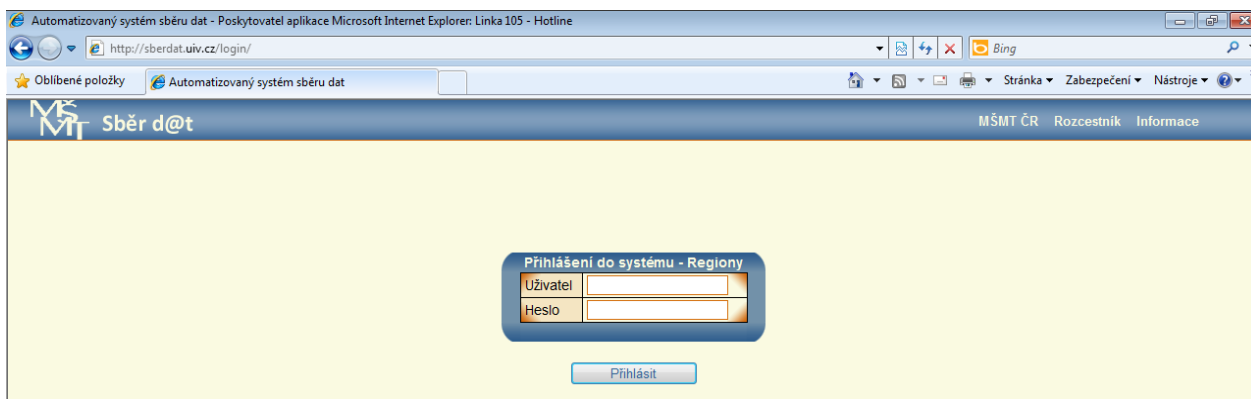 Automatizovaný systém sběru dat - Poskytovatel aplikace Microsoft Internet Explorer: Linka 105 - Hotline
http://sberdat.uiv.cz/login/
Bing
Oblíbené položky
Automatizovaný systém sběru dat
Stránka
Zabezpečení
Nástroje
MŠMT
Sběr d@t
MŠMT ČR
Rozcestník
Informace
Přihlášení do systému - Regiony
Uživatel
Heslo
Přihlásit